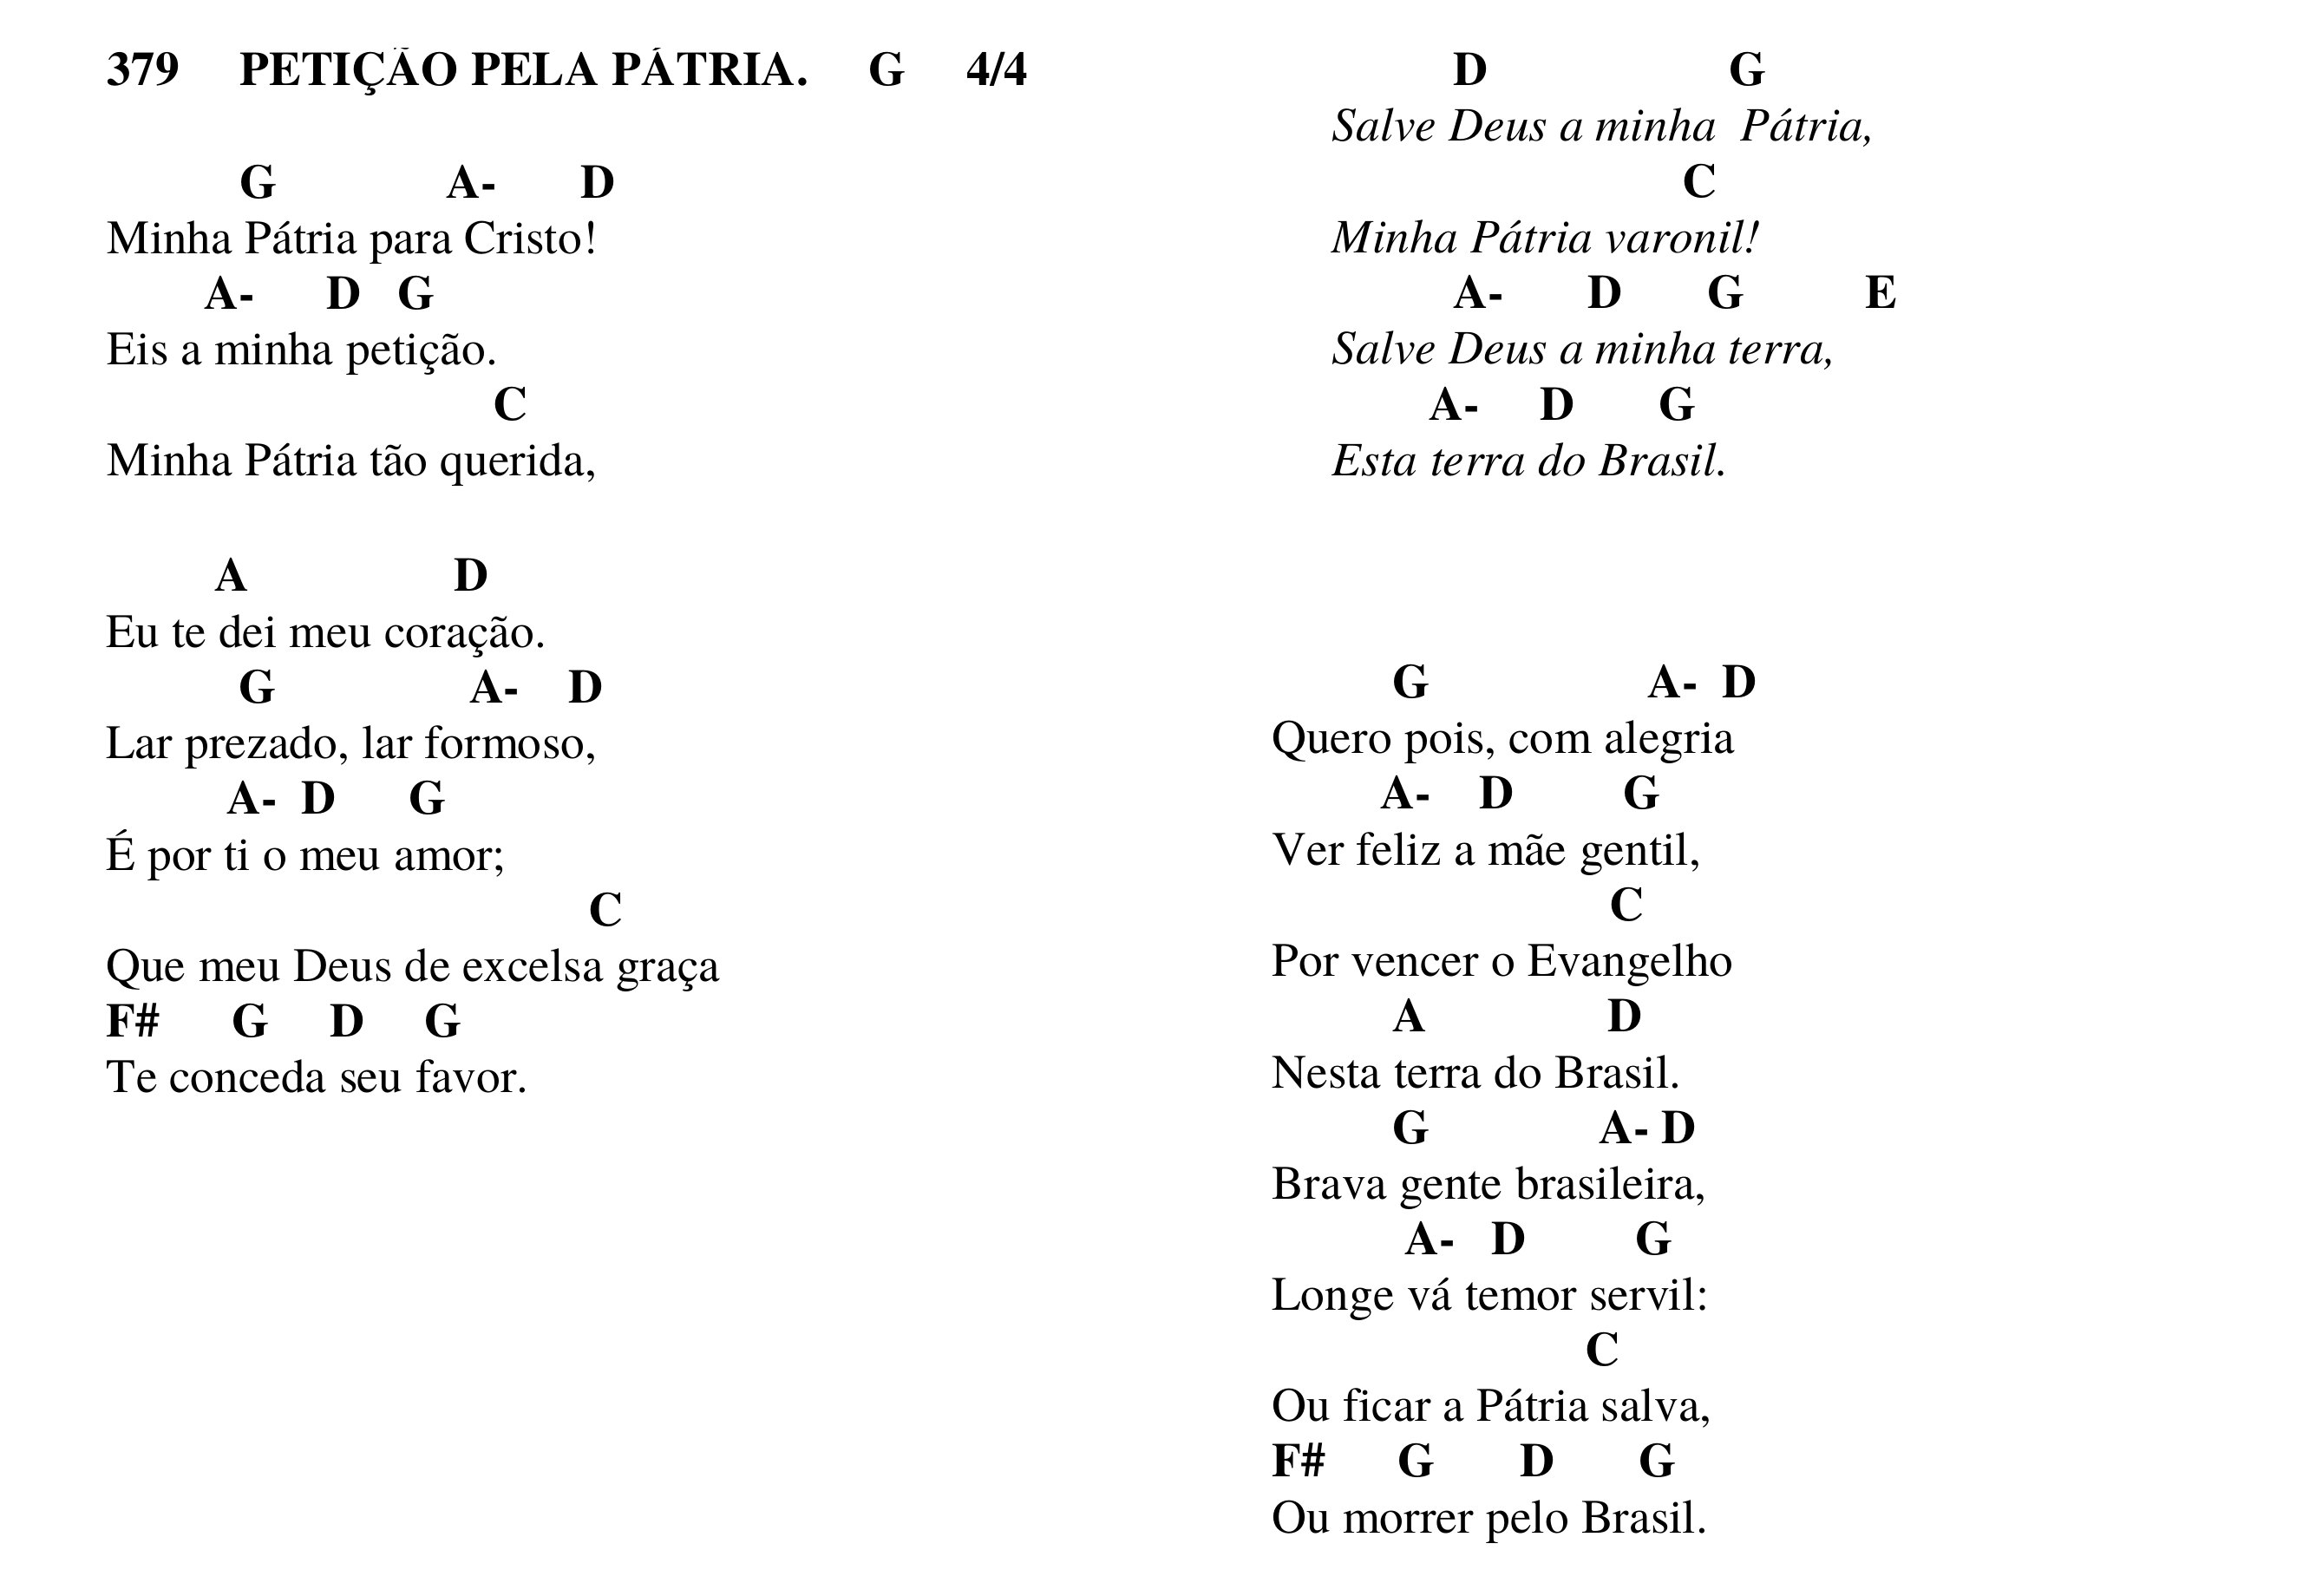 379 PETIÇÃO PELA PÁTRIA. G 4/4
G A- D
Minha Pátria para Cristo!
A- D G
Eis a minha petição.
C
Minha Pátria tão querida,
A D
Eu te dei meu coração.
G A- D
Lar prezado, lar formoso,
A- D G
É por ti o meu amor;
C
Que meu Deus de excelsa graça
F# G D G
Te conceda seu favor.
D G
Salve Deus a minha Pátria,
C
Minha Pátria varonil!
A- D G E
Salve Deus a minha terra,
A- D G
Esta terra do Brasil.
G A- D
Quero pois, com alegria
A- D G
Ver feliz a mãe gentil,
C
Por vencer o Evangelho
A D
Nesta terra do Brasil.
G A- D
Brava gente brasileira,
A- D G
Longe vá temor servil:
C
Ou ficar a Pátria salva,
F# G D G
Ou morrer pelo Brasil.